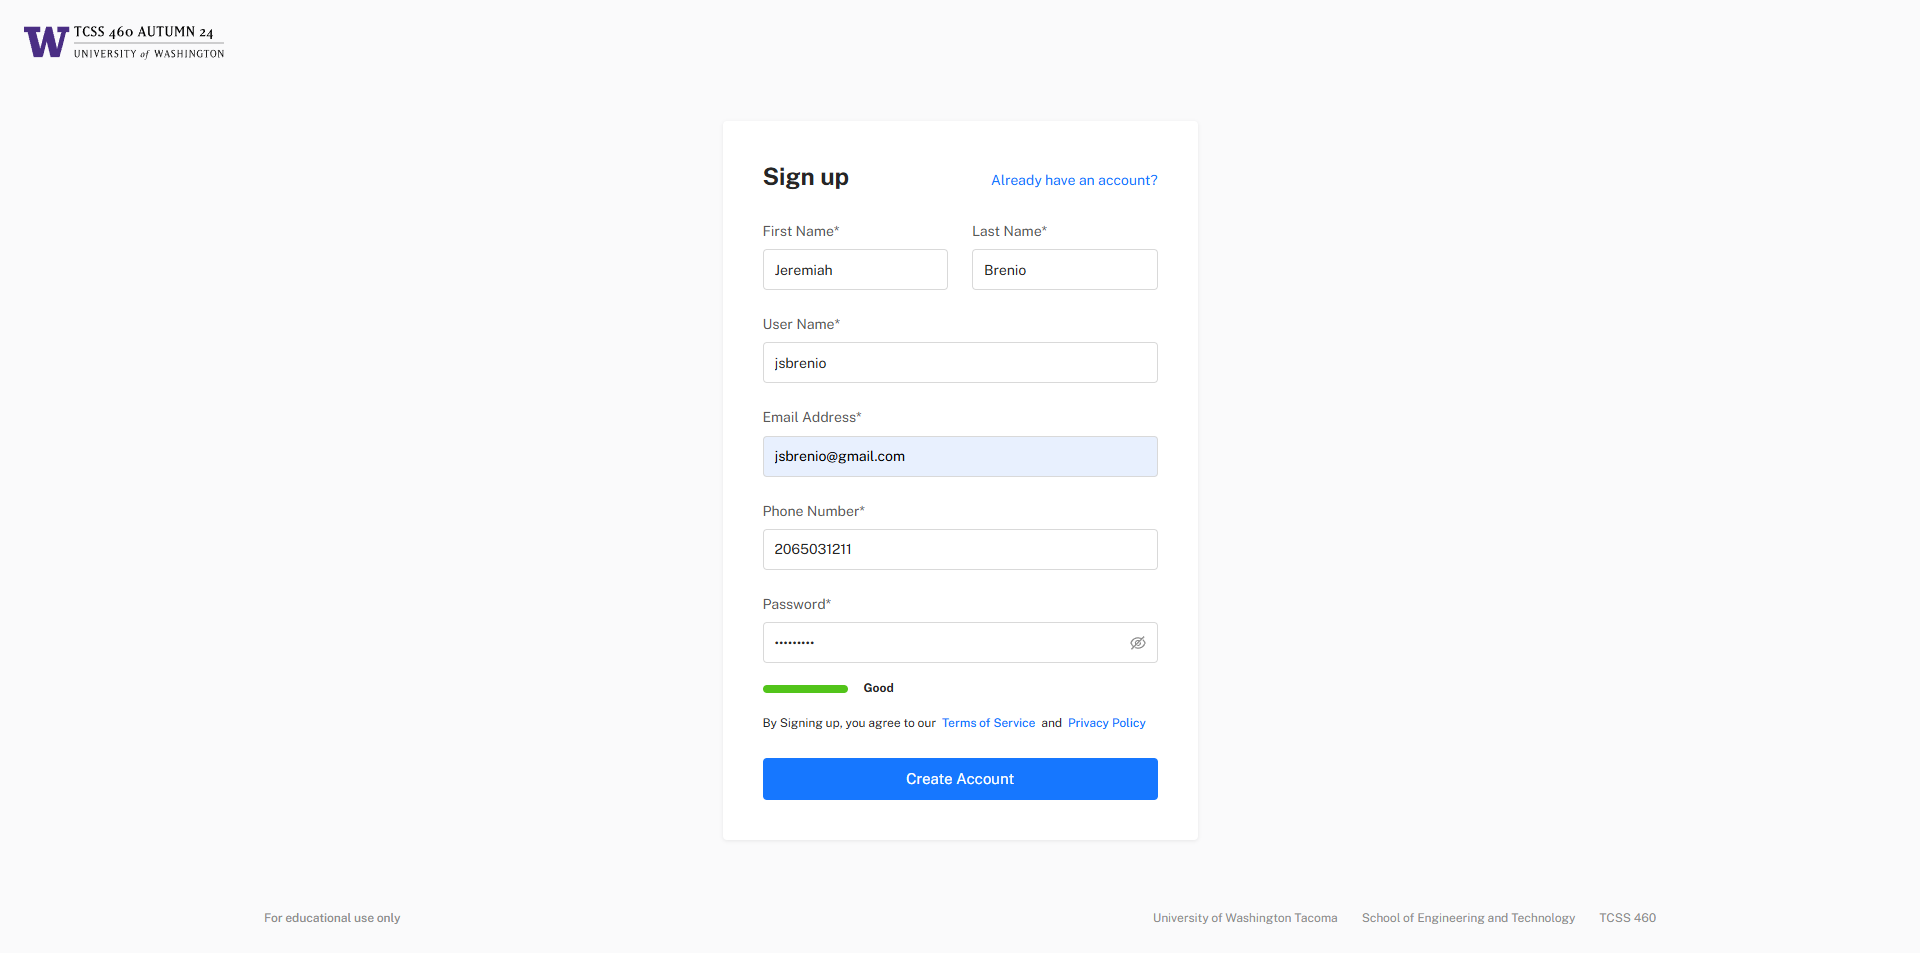 W TCSS 460 AUTUMN 24
UNIVERSITY of WASHINGTON
Sign up
Already have an account?
First Name*
Last Name*
Jeremiah
Brenio
User Name*
jsbrenio
Email Address*
jsbrenio@gmail.com
Phone Number*
2065031211
Password*
•••••••••
Good
By Signing up, you agree to our Terms of Service and Privacy Policy
Create Account
For educational use only
University of Washington Tacoma
School of Engineering and Technology
TCSS 460